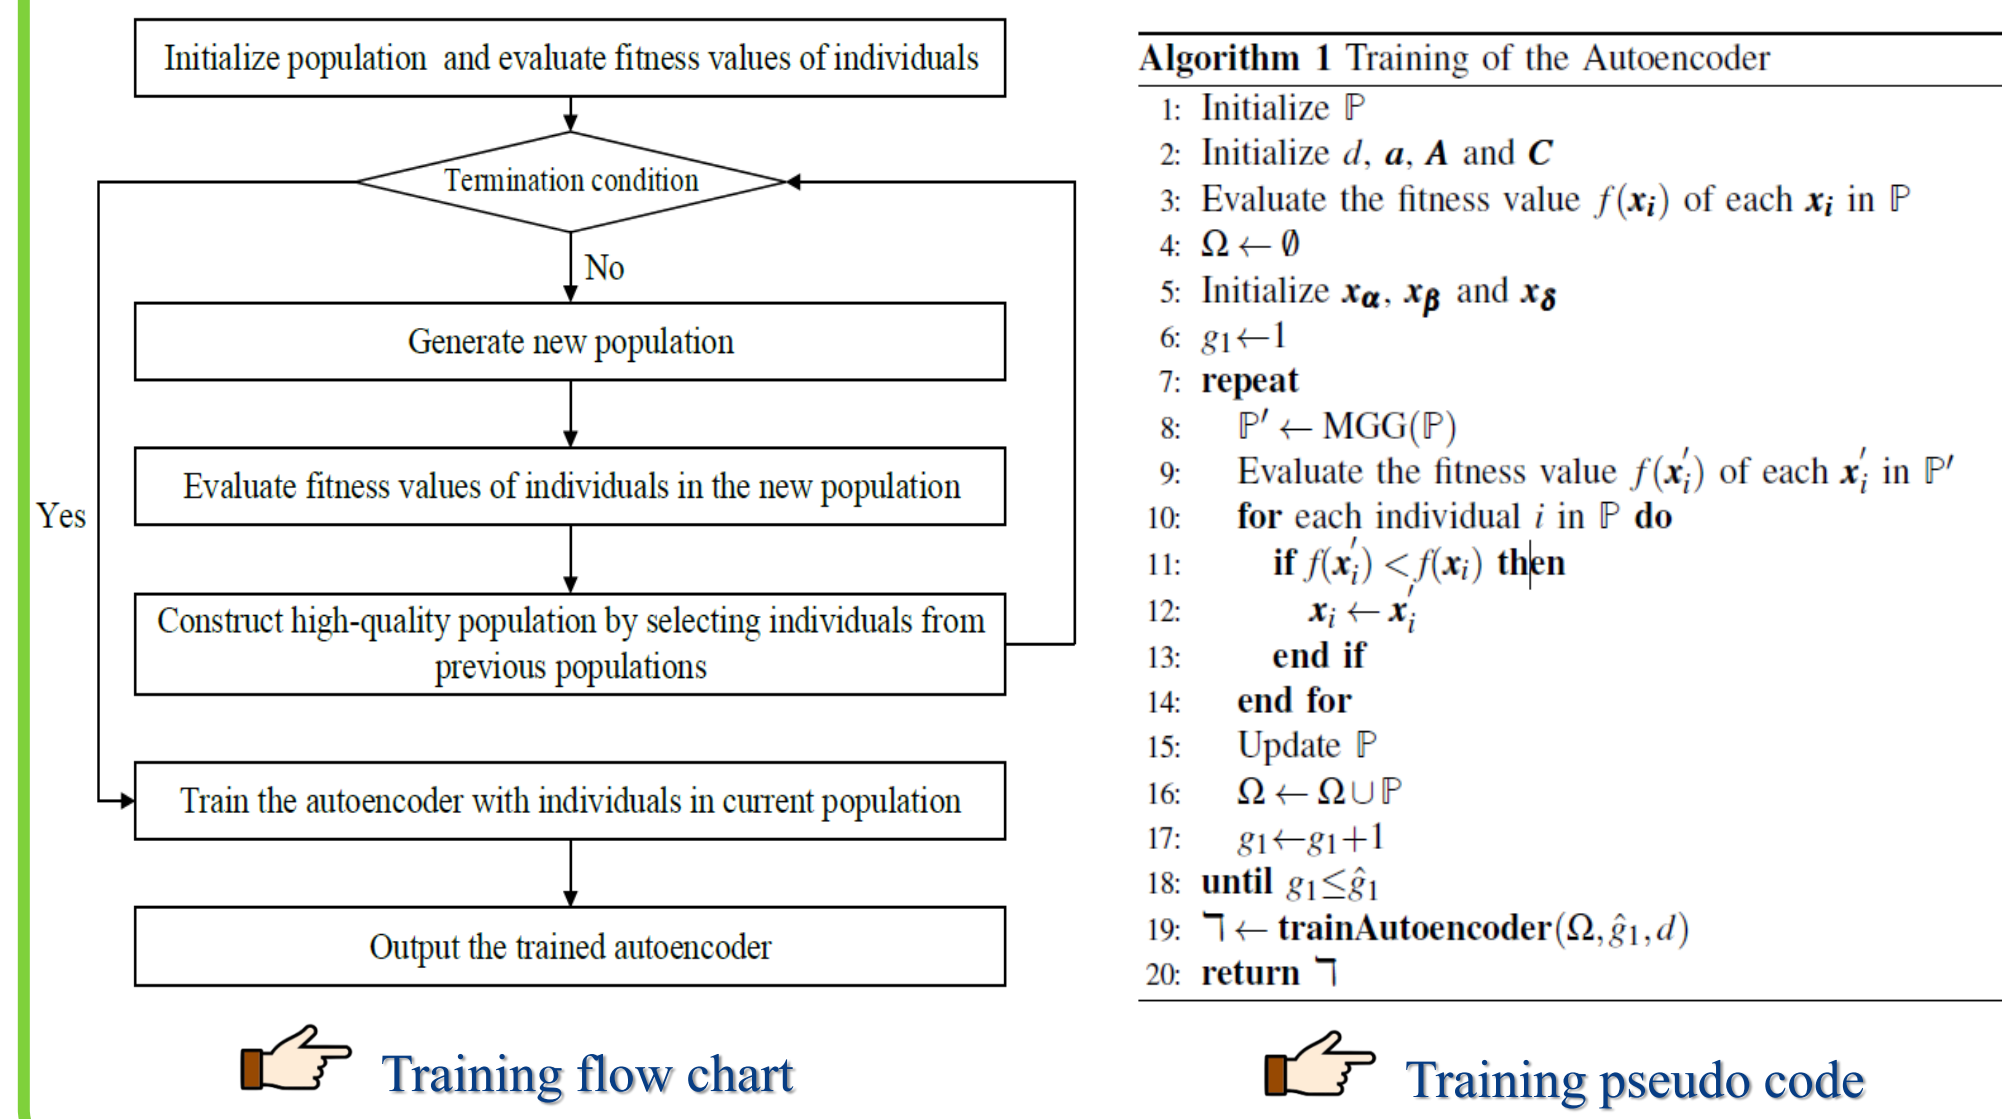 Initialize population and evaluate fitness values of individuals
Termination condition
No
Generate new population
Evaluate fitness values of individuals in the new population
Yes
Construct high-quality population by selecting individuals from
previous populations
Train the autoencoder with individuals in current population
Output the trained autoencoder
Training flow chart
Algorithm 1 Training of the Autoencoder
1: Initialize ℙ
2: Initialize d, a, A and C
3: Evaluate the fitness value f(xᵢ) of each xᵢ in ℙ
4: Ω ← ∅
5: Initialize x_α, x_β and x_δ
6: g₁←1
7: repeat
8: ℙ′ ← MGG(ℙ)
9: Evaluate the fitness value f(x′ᵢ) of each x′ᵢ in ℙ′
10: for each individual i in ℙ do
11: if f(x′ᵢ) < f(xᵢ) then
12: xᵢ ← x′ᵢ
13: end if
14: end for
15: Update ℙ
16: Ω ← Ω∪ℙ
17: g₁←g₁+1
18: until g₁≤ĝ₁
19: ℸ ← trainAutoencoder(Ω,ĝ₁,d)
20: return ℸ
Training pseudo code